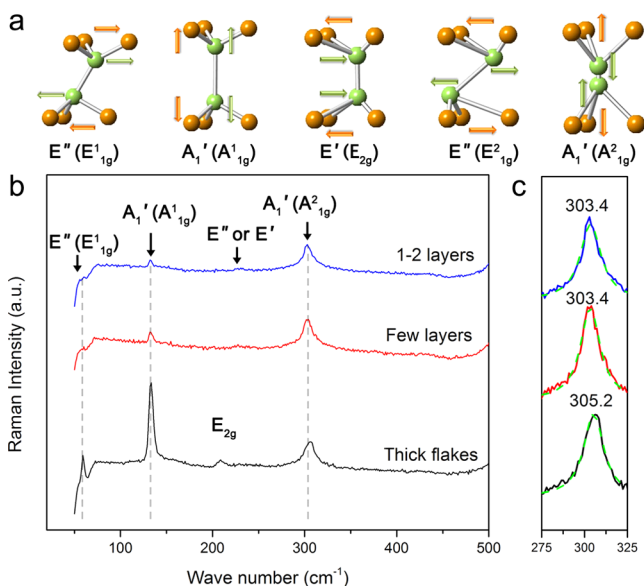 a
E″ (E¹₁g)
A₁′ (A¹₁g)
E′ (E₂g)
E″ (E²₁g)
A₁′ (A²₁g)
b
E″ (E¹₁g)
A₁′ (A¹₁g)
E″ or E′
A₁′ (A²₁g)
1-2 layers
Few layers
E₂g
Thick flakes
Raman Intensity (a.u.)
100
200
300
400
500
Wave number (cm⁻¹)
c
303.4
303.4
305.2
275
300
325